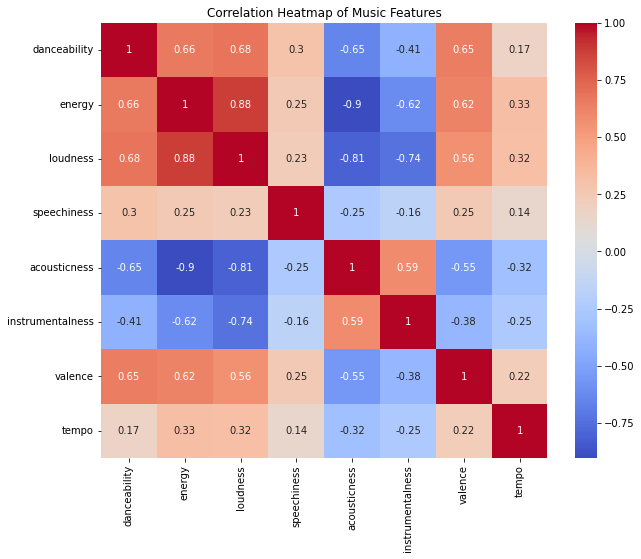 Correlation Heatmap of Music Features
danceability 1 0.66 0.68 0.3 -0.65 -0.41 0.65 0.17
energy 0.66 1 0.88 0.25 -0.9 -0.62 0.62 0.33
loudness 0.68 0.88 1 0.23 -0.81 -0.74 0.56 0.32
speechiness 0.3 0.25 0.23 1 -0.25 -0.16 0.25 0.14
acousticness -0.65 -0.9 -0.81 -0.25 1 0.59 -0.55 -0.32
instrumentalness -0.41 -0.62 -0.74 -0.16 0.59 1 -0.38 -0.25
valence 0.65 0.62 0.56 0.25 -0.55 -0.38 1 0.22
tempo 0.17 0.33 0.32 0.14 -0.32 -0.25 0.22 1
danceability
energy
loudness
speechiness
acousticness
instrumentalness
valence
tempo
1.00
0.75
0.50
0.25
0.00
-0.25
-0.50
-0.75